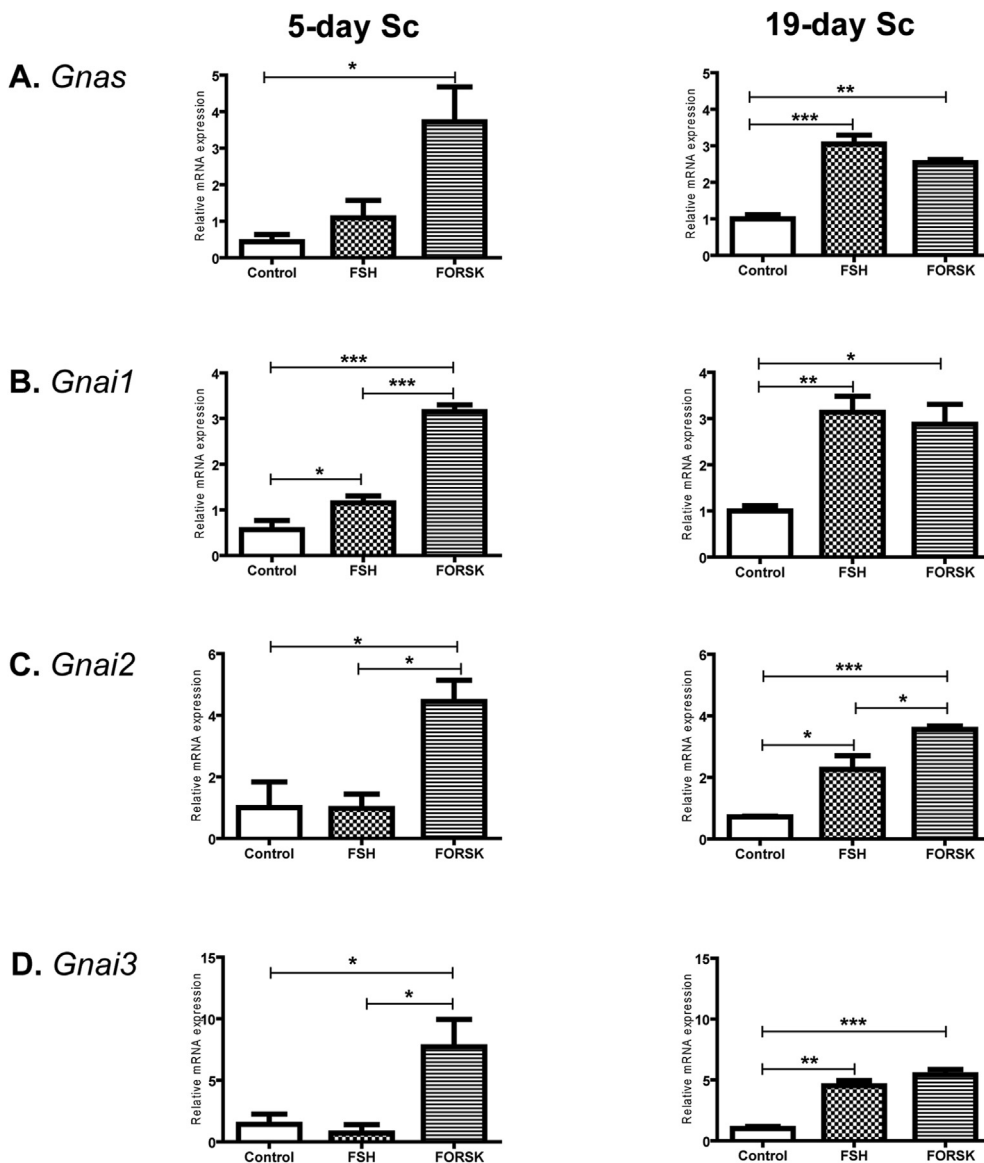 5-day Sc
19-day Sc
A. Gnas
Relative mRNA expression
5
4
3
2
1
0
*
Control
FSH
FORSK
Relative mRNA expression
5
4
3
2
1
0
**
***
Control
FSH
FORSK
B. Gnai1
Relative mRNA expression
4
3
2
1
0
***
***
*
Control
FSH
FORSK
Relative mRNA expression
4
3
2
1
0
*
**
Control
FSH
FORSK
C. Gnai2
Relative mRNA expression
6
4
2
0
*
*
Control
FSH
FORSK
Relative mRNA expression
6
4
2
0
***
*
*
Control
FSH
FORSK
D. Gnai3
Relative mRNA expression
15
10
5
0
*
*
Control
FSH
FORSK
Relative mRNA expression
15
10
5
0
***
**
Control
FSH
FORSK